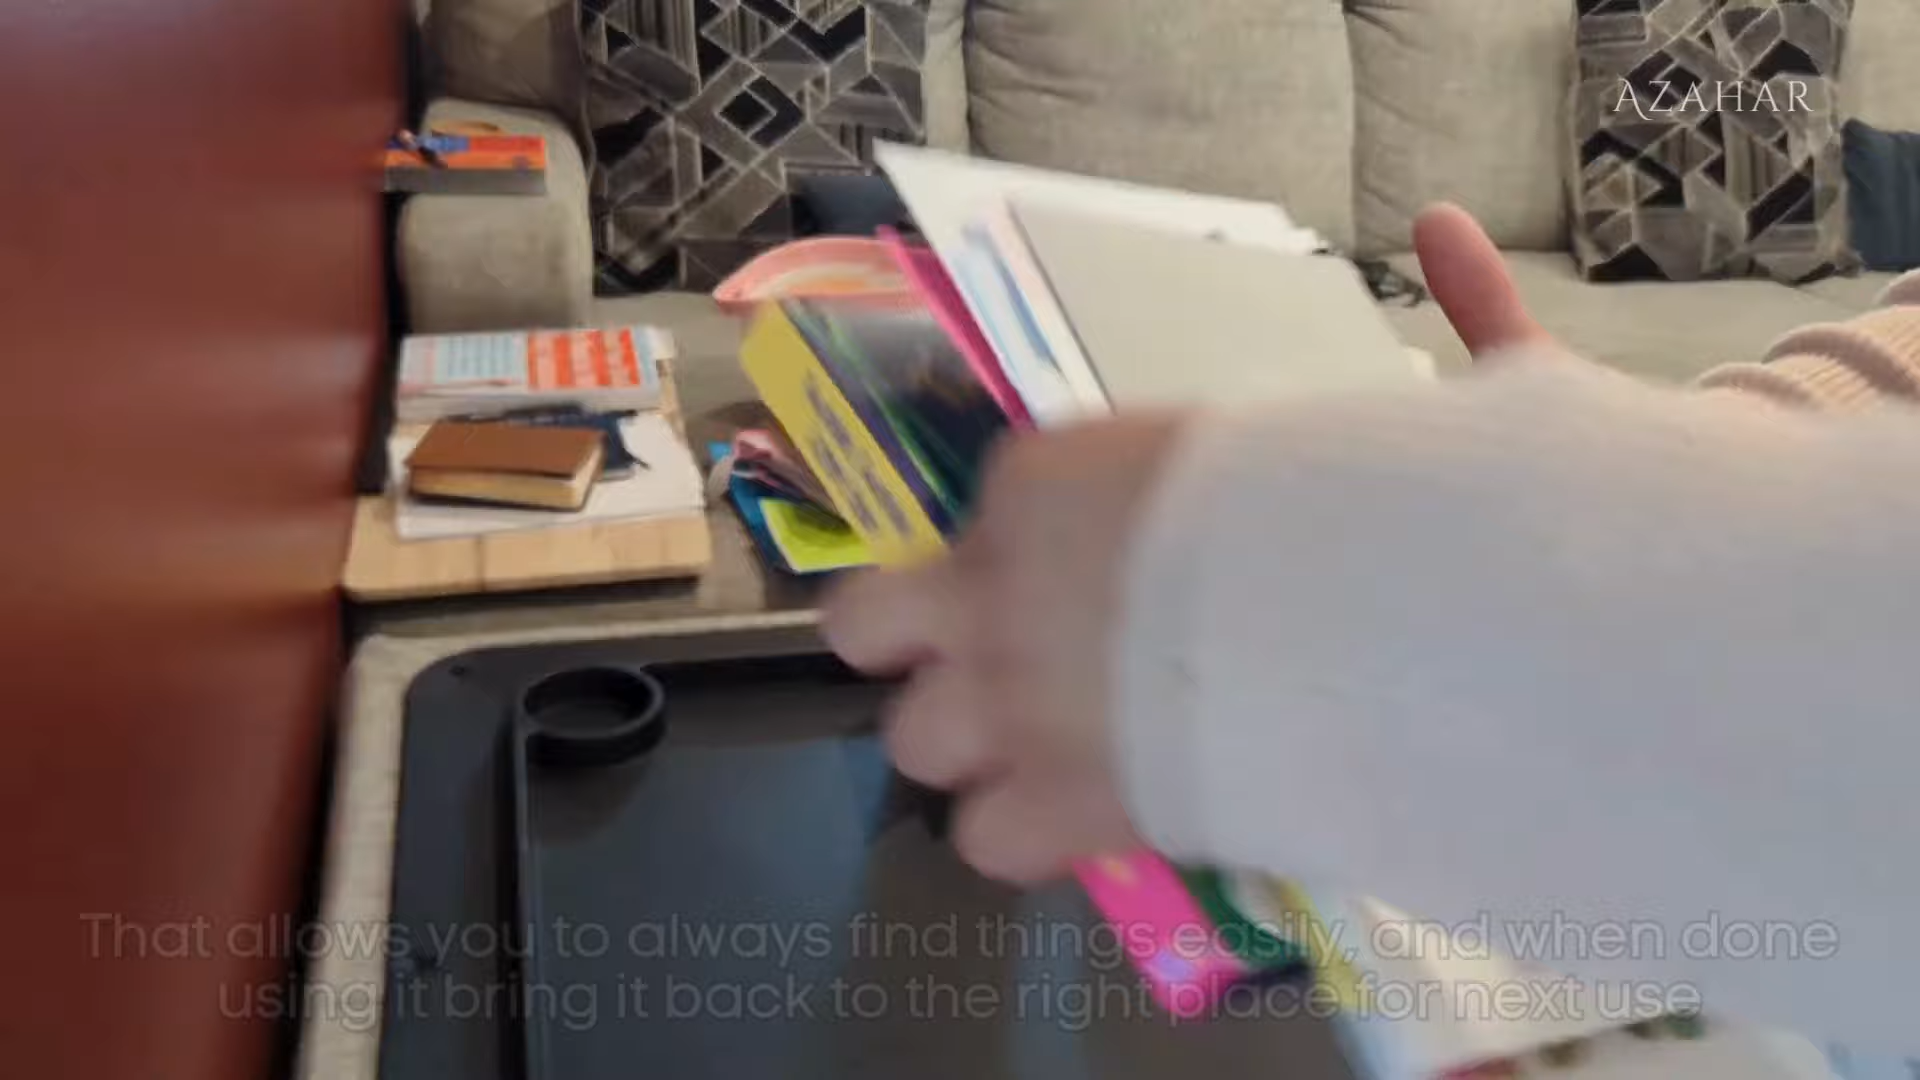 AZAHAR
That allows you to always find things easily, and when done
using it bring it back to the right place for next use